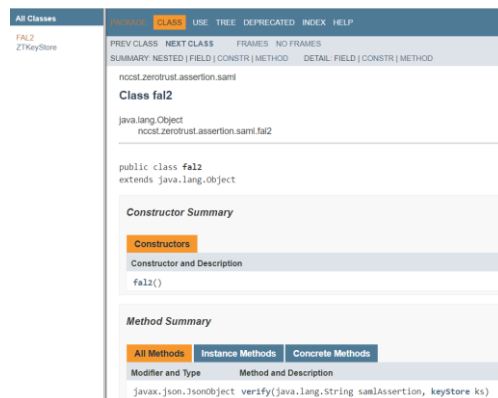 All Classes
FAL2
ZTKeyStore
PACKAGE CLASS USE TREE DEPRECATED INDEX HELP
PREV CLASS NEXT CLASS FRAMES NO FRAMES
SUMMARY: NESTED | FIELD | CONSTR | METHOD DETAIL: FIELD | CONSTR | METHOD
nccst.zerotrust.assertion.saml
Class fal2
java.lang.Object
nccst.zerotrust.assertion.saml.fal2
public class fal2
extends java.lang.Object
Constructor Summary
Constructors
Constructor and Description
fal2()
Method Summary
All Methods Instance Methods Concrete Methods
Modifier and Type Method and Description
javax.json.JsonObject verify(java.lang.String samlAssertion, keyStore ks)